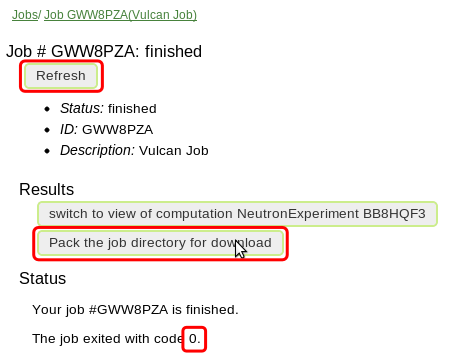 Jobs/ Job GWW8PZA(Vulcan Job)
Job # GWW8PZA: finished
Refresh
Status: finished
ID: GWW8PZA
Description: Vulcan Job
Results
switch to view of computation NeutronExperiment BB8HQF3
Pack the job directory for download
Status
Your job #GWW8PZA is finished.
The job exited with code 0.